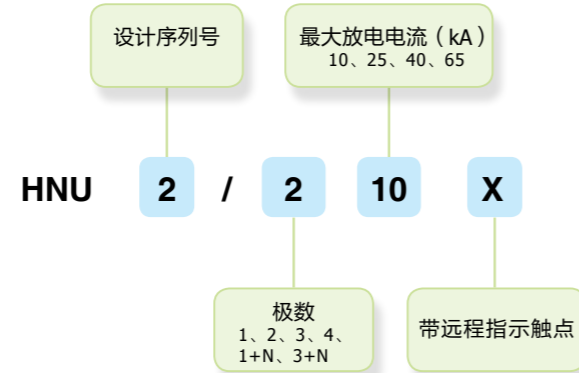 设计序列号
最大放电电流（kA）
10、25、40、65
HNU 2 / 2 10 X
极数
1、2、3、4、
1+N、3+N
带远程指示触点